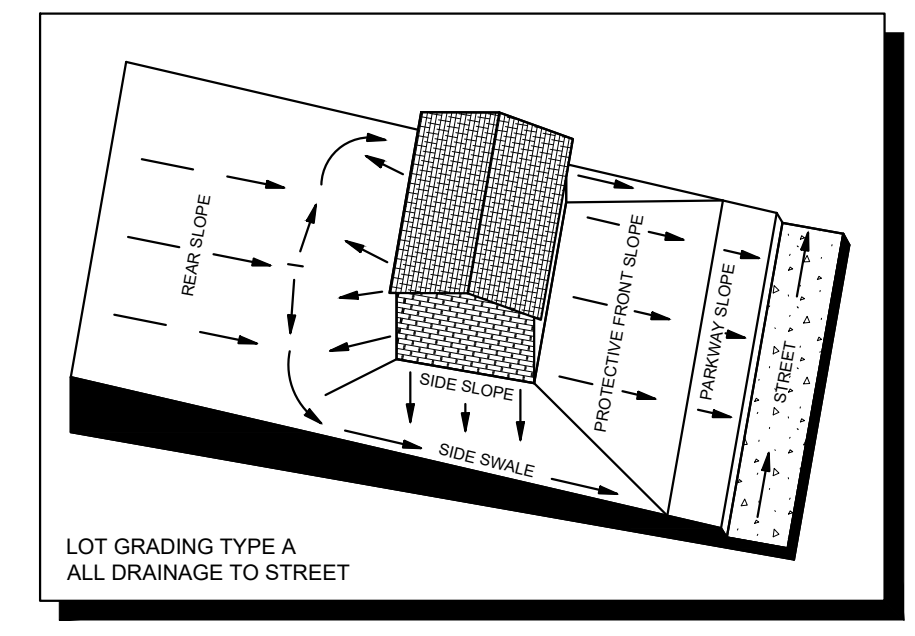 REAR SLOPE
SIDE SLOPE
SIDE SWALE
PROTECTIVE FRONT SLOPE
PARKWAY SLOPE
STREET
LOT GRADING TYPE A
ALL DRAINAGE TO STREET